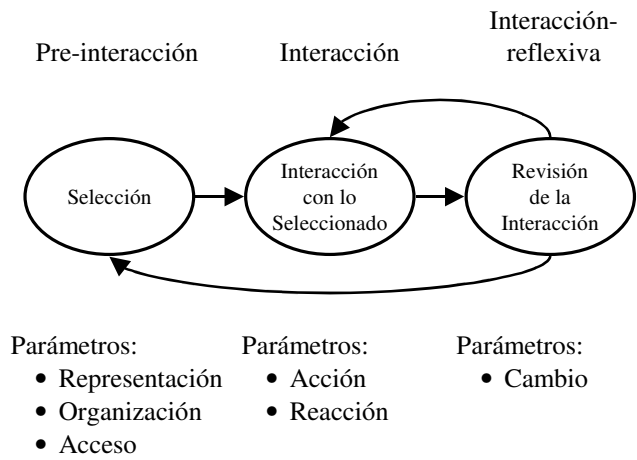 Pre-interacción
Interacción
Interacción-
reflexiva
Selección
Interacción
con lo
Seleccionado
Revisión
de la
Interacción
Parámetros:
• Representación
• Organización
• Acceso
Parámetros:
• Acción
• Reacción
Parámetros:
• Cambio